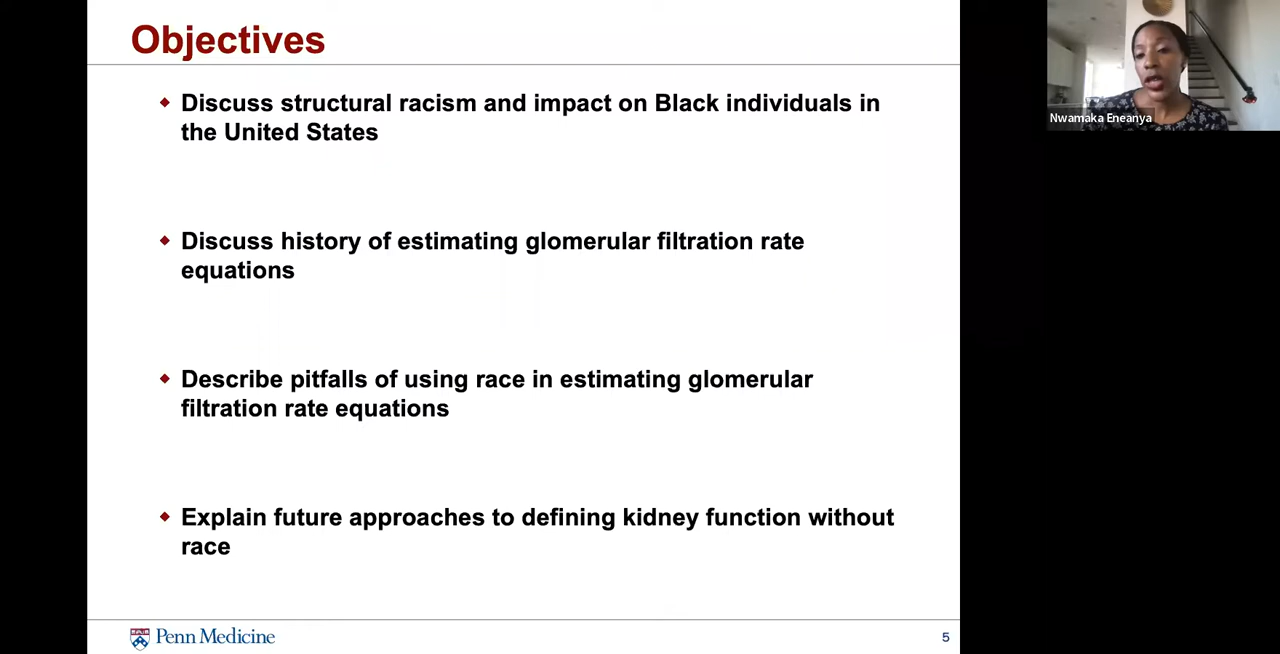 Objectives
Discuss structural racism and impact on Black individuals in
the United States
Discuss history of estimating glomerular filtration rate
equations
Describe pitfalls of using race in estimating glomerular
filtration rate equations
Explain future approaches to defining kidney function without
race
Penn Medicine
5
Nwamaka Eneanya